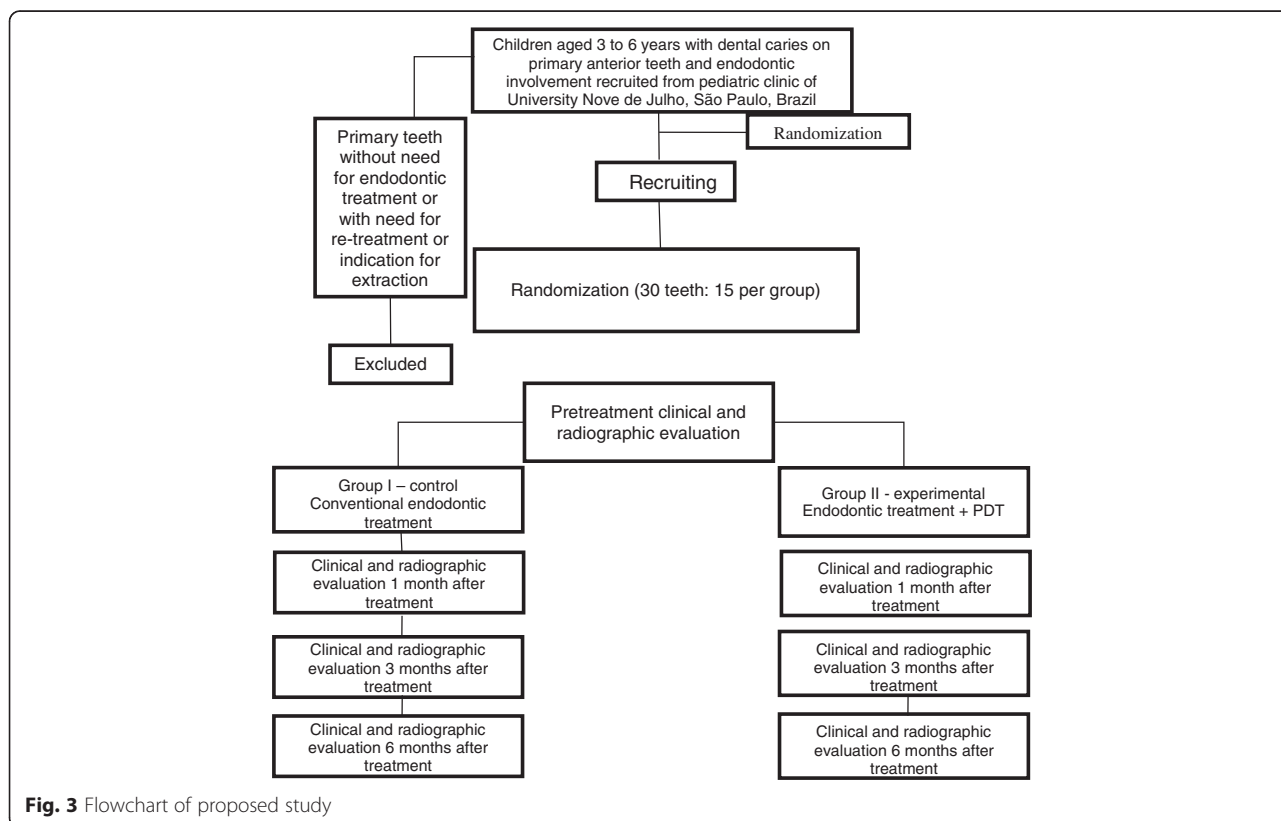 Children aged 3 to 6 years with dental caries on
primary anterior teeth and endodontic
involvement recruited from pediatric clinic of
University Nove de Julho, São Paulo, Brazil
Randomization
Primary teeth
without need
for endodontic
treatment or
with need for
re-treatment or
indication for
extraction
Recruiting
Randomization (30 teeth: 15 per group)
Excluded
Pretreatment clinical and
radiographic evaluation
Group I – control
Conventional endodontic
treatment
Group II - experimental
Endodontic treatment + PDT
Clinical and radiographic
evaluation 1 month after
treatment
Clinical and radiographic
evaluation 1 month after
treatment
Clinical and radiographic
evaluation 3 months after
treatment
Clinical and radiographic
evaluation 3 months after
treatment
Clinical and radiographic
evaluation 6 months after
treatment
Clinical and radiographic
evaluation 6 months after
treatment
Fig. 3 Flowchart of proposed study